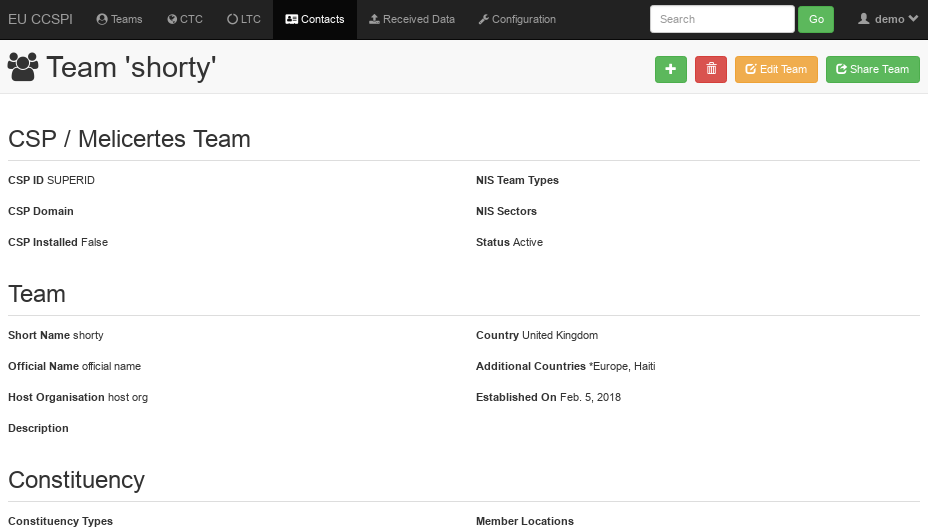 EU CCSPI Teams CTC LTC Contacts Received Data Configuration Search Go demo
Team 'shorty' Edit Team Share Team
CSP / Melicertes Team
CSP ID SUPERID NIS Team Types
CSP Domain NIS Sectors
CSP Installed False Status Active
Team
Short Name shorty Country United Kingdom
Official Name official name Additional Countries *Europe, Haiti
Host Organisation host org Established On Feb. 5, 2018
Description
Constituency
Constituency Types Member Locations